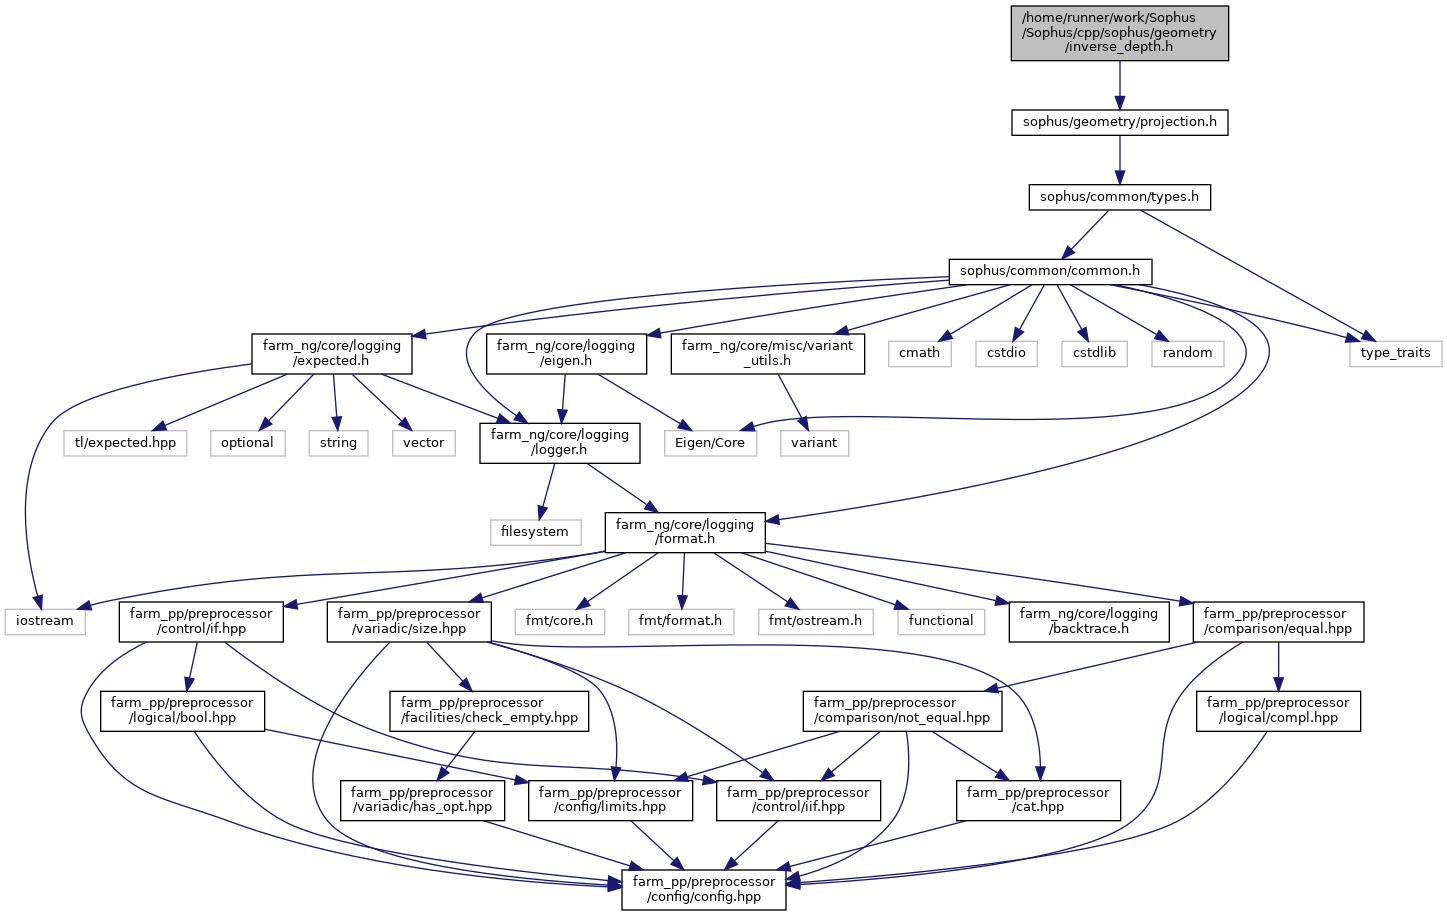 /home/runner/work/Sophus
/Sophus/cpp/sophus/geometry
/inverse_depth.h
sophus/geometry/projection.h
sophus/common/types.h
sophus/common/common.h
farm_ng/core/logging
/expected.h
farm_ng/core/logging
/eigen.h
farm_ng/core/misc/variant
_utils.h
cmath
cstdio
cstdlib
random
type_traits
tl/expected.hpp
optional
string
vector
farm_ng/core/logging
/logger.h
Eigen/Core
variant
filesystem
farm_ng/core/logging
/format.h
iostream
farm_pp/preprocessor
/control/if.hpp
farm_pp/preprocessor
/variadic/size.hpp
fmt/core.h
fmt/format.h
fmt/ostream.h
functional
farm_ng/core/logging
/backtrace.h
farm_pp/preprocessor
/comparison/equal.hpp
farm_pp/preprocessor
/logical/bool.hpp
farm_pp/preprocessor
/facilities/check_empty.hpp
farm_pp/preprocessor
/comparison/not_equal.hpp
farm_pp/preprocessor
/logical/compl.hpp
farm_pp/preprocessor
/variadic/has_opt.hpp
farm_pp/preprocessor
/config/limits.hpp
farm_pp/preprocessor
/control/iif.hpp
farm_pp/preprocessor
/cat.hpp
farm_pp/preprocessor
/config/config.hpp